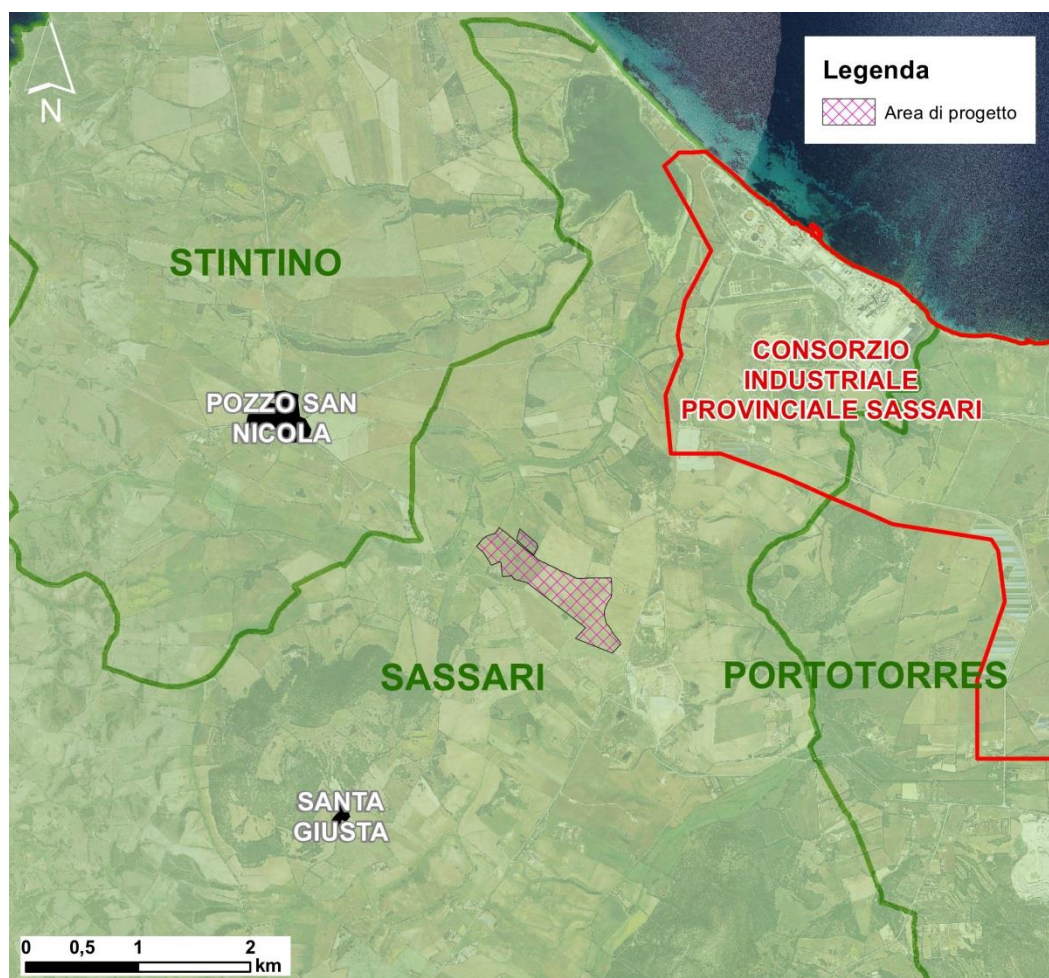 N
Legenda
Area di progetto
STINTINO
CONSORZIO
INDUSTRIALE
PROVINCIALE SASSARI
POZZO SAN
NICOLA
SASSARI
PORTOTORRES
SANTA
GIUSTA
0 0,5 1 2
km